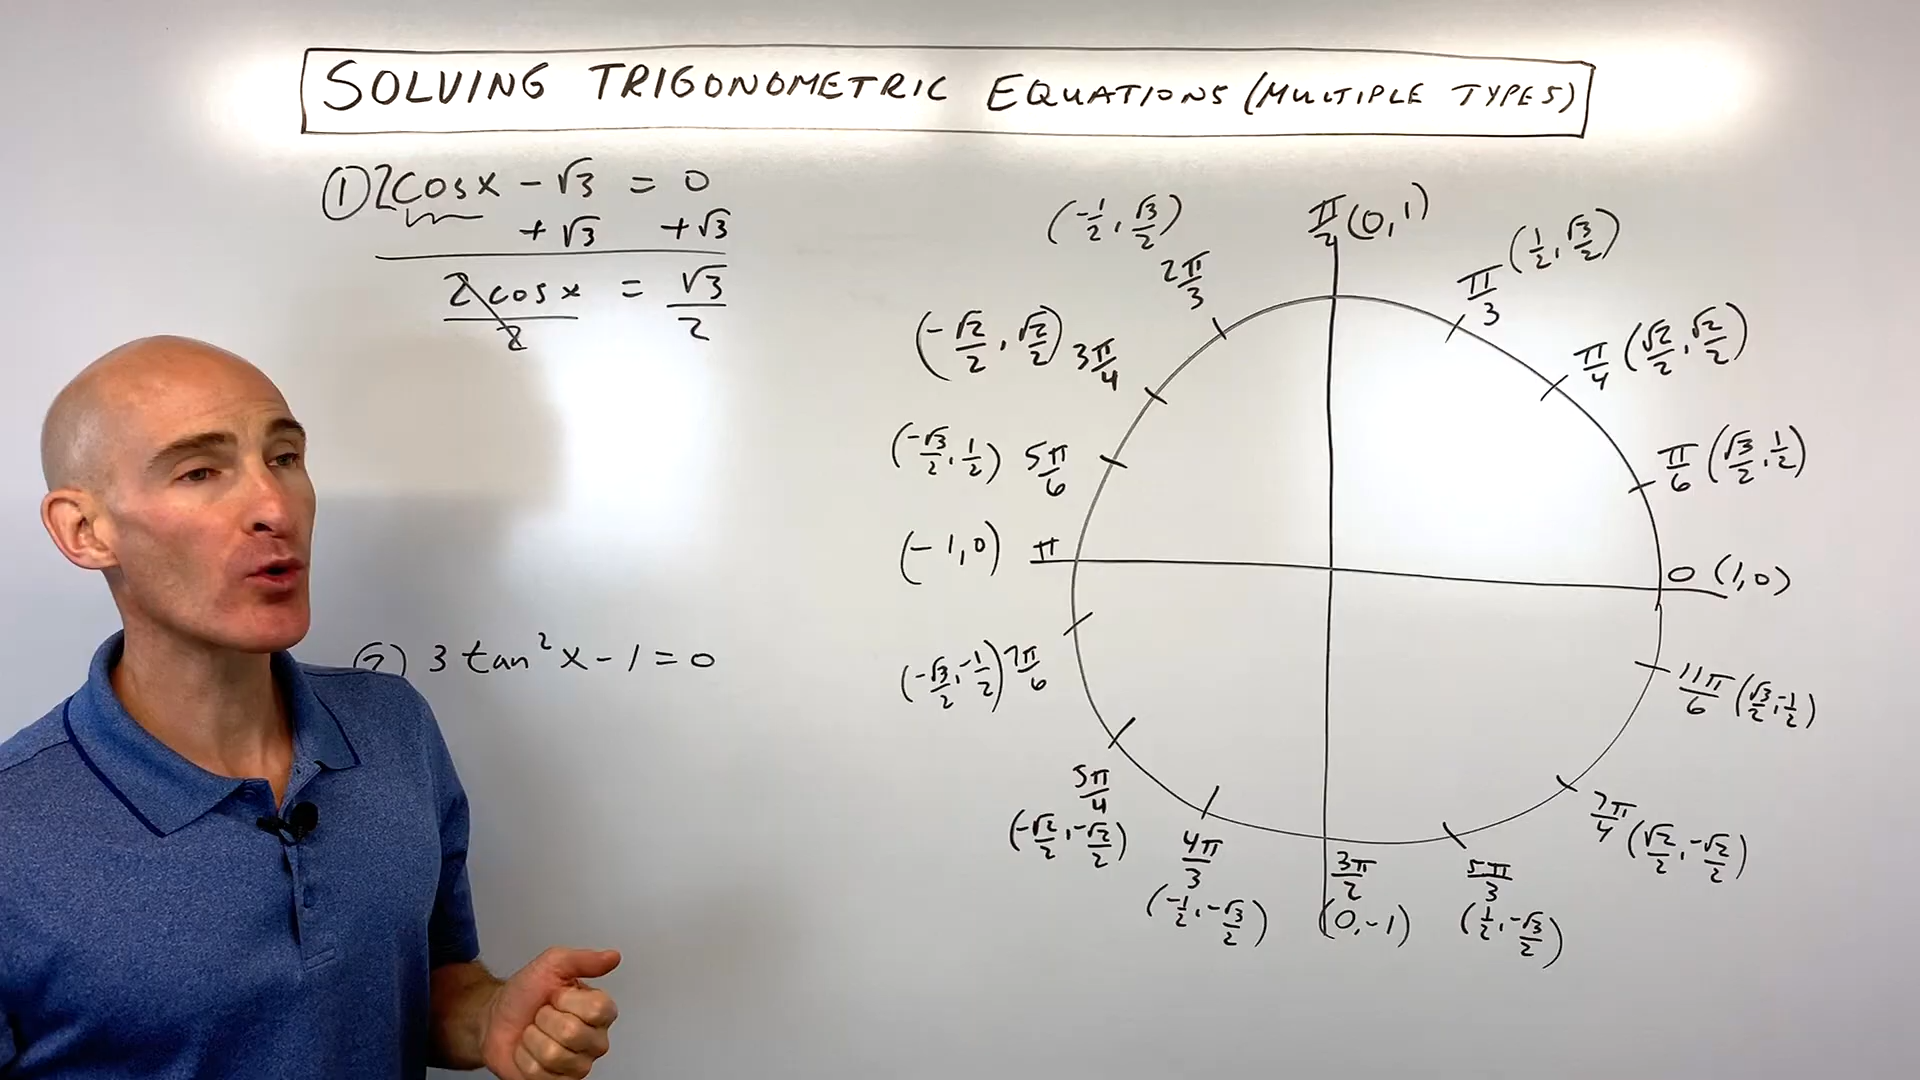 SOLVING TRIGONOMETRIC EQUATIONS (MULTIPLE TYPES)
① 2cosx - √3 = 0
+√3 +√3
2cosx/2 = √3/2
② 3tan²x - 1 = 0
π/2 (0,1)
(1/2, √3/2)
π/3
π/4 (√2/2, √2/2)
π/6 (√3/2, 1/2)
0 (1,0)
(-1/2, √3/2)
2π/3
(-√2/2, √2/2) 3π/4
(-√3/2, 1/2) 5π/6
(-1,0) π
(-√3/2, -1/2) 7π/6
5π/4
(-√2/2, -√2/2)
4π/3
(-1/2, -√3/2)
3π/2
(0,-1)
5π/3
(1/2, -√3/2)
7π/4 (√2/2, -√2/2)
11π/6 (√3/2, -1/2)